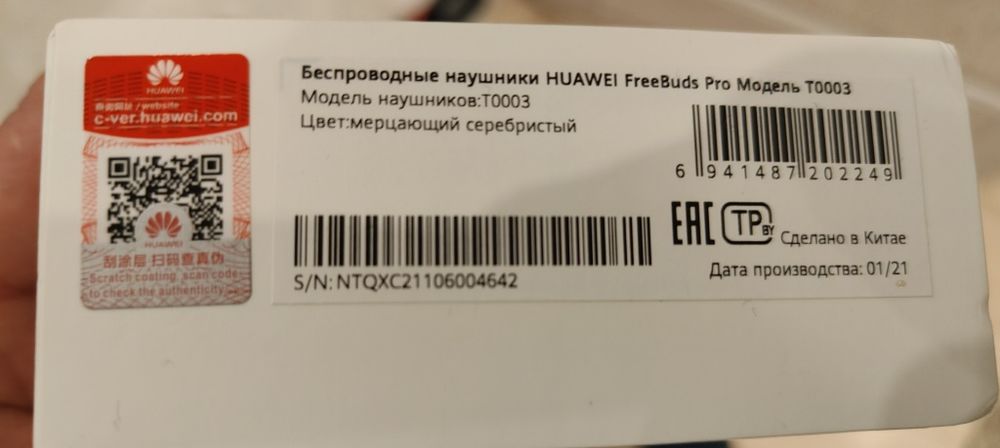 HUAWEI
查询网址/website
c-ver.huawei.com
HUAWEI
刮涂层 扫码查真伪
Scratch coating, scan code
to check the authenticity
Беспроводные наушники HUAWEI FreeBuds Pro Модель T0003
Модель наушников:T0003
Цвет:мерцающий серебристый
6 941487 202249
S/N: NTQXC21106004642
EAC TP BY Сделано в Китае
Дата производства: 01/21